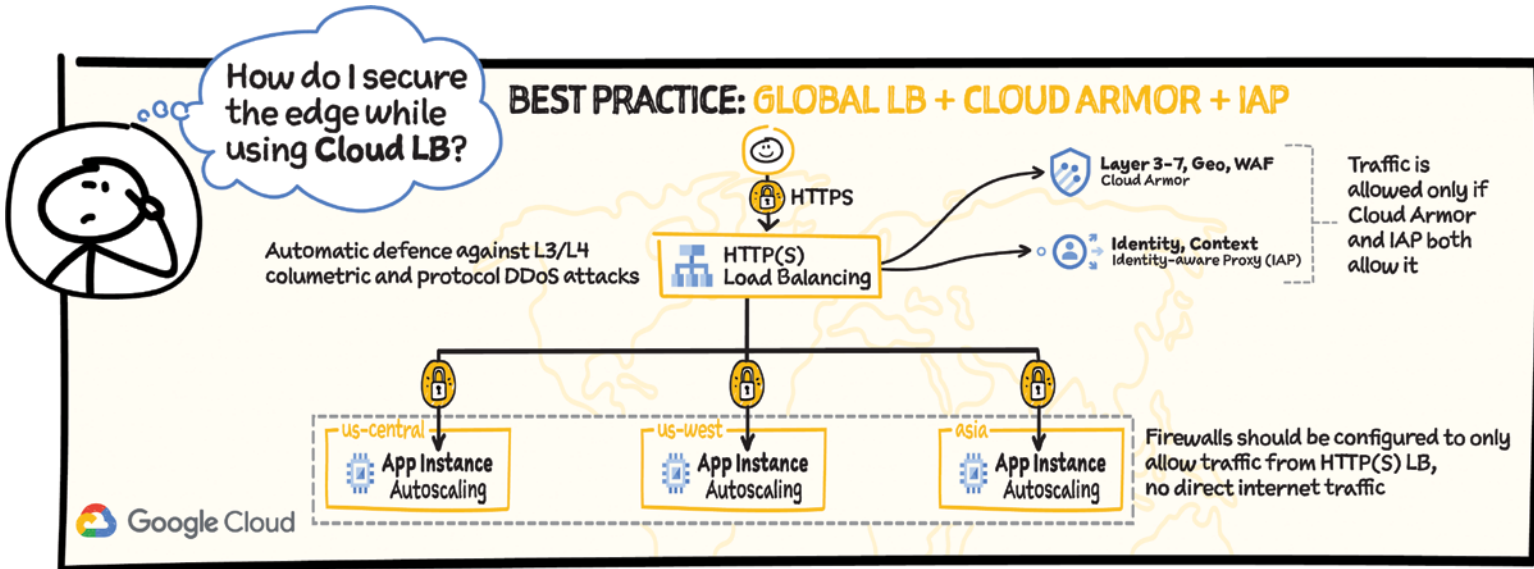 How do I secure
the edge while
using Cloud LB?
BEST PRACTICE: GLOBAL LB + CLOUD ARMOR + IAP
HTTPS
Automatic defence against L3/L4
columetric and protocol DDoS attacks
HTTP(S)
Load Balancing
Layer 3-7, Geo, WAF
Cloud Armor
Identity, Context
Identity-aware Proxy (IAP)
Traffic is
allowed only if
Cloud Armor
and IAP both
allow it
us-central
App Instance
Autoscaling
us-west
App Instance
Autoscaling
asia
App Instance
Autoscaling
Firewalls should be configured to only
allow traffic from HTTP(S) LB,
no direct internet traffic
Google Cloud